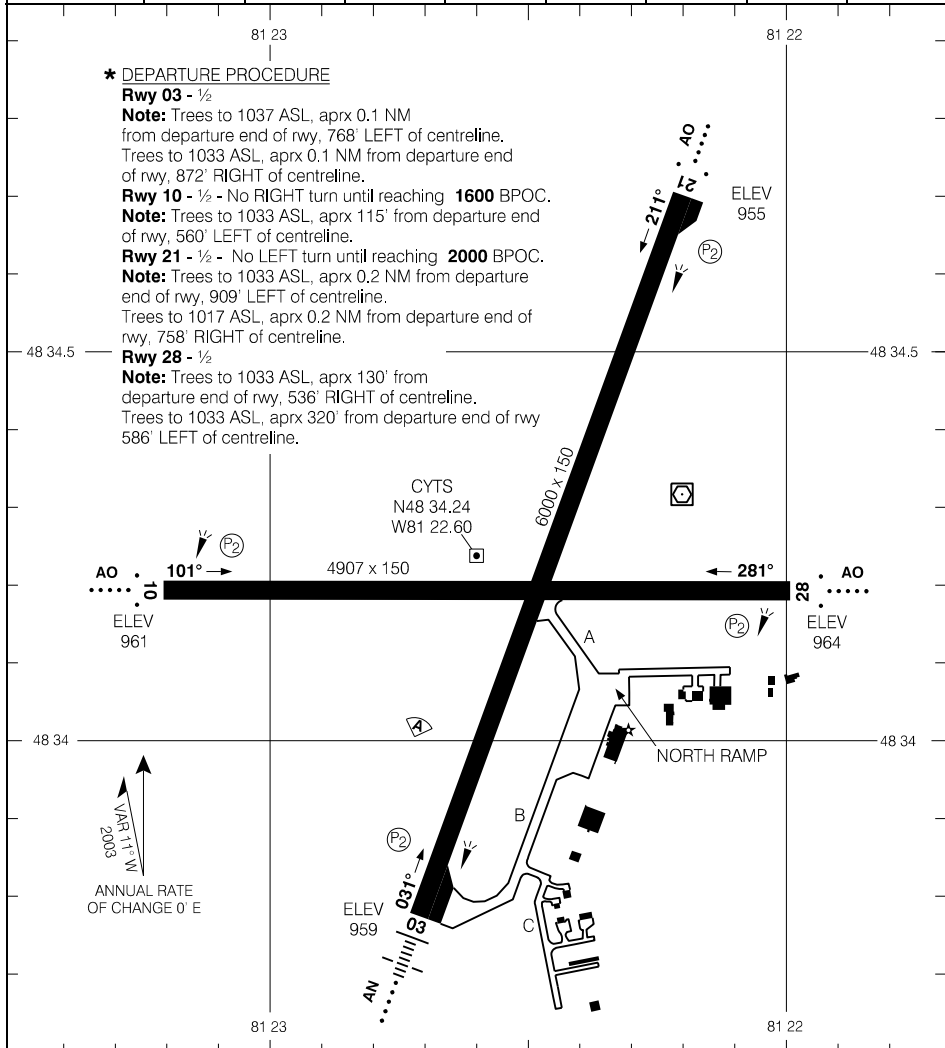 81 23
81 22
* DEPARTURE PROCEDURE
Rwy 03 - ½
Note: Trees to 1037 ASL, aprx 0.1 NM
from departure end of rwy, 768' LEFT of centreline.
Trees to 1033 ASL, aprx 0.1 NM from departure end
of rwy, 872' RIGHT of centreline.
Rwy 10 - ½ - No RIGHT turn until reaching 1600 BPOC.
Note: Trees to 1033 ASL, aprx 115' from departure end
of rwy, 560' LEFT of centreline.
Rwy 21 - ½ - No LEFT turn until reaching 2000 BPOC.
Note: Trees to 1033 ASL, aprx 0.2 NM from departure
end of rwy, 909' LEFT of centreline.
Trees to 1017 ASL, aprx 0.2 NM from departure end of
rwy, 758' RIGHT of centreline.
Rwy 28 - ½
Note: Trees to 1033 ASL, aprx 130' from
departure end of rwy, 536' RIGHT of centreline.
Trees to 1033 ASL, aprx 320' from departure end of rwy
586' LEFT of centreline.
AO
21
211°
ELEV
955
P2
48 34.5
48 34.5
6000 x 150
CYTS
N48 34.24
W81 22.60
P2
AO
10
101°
4907 x 150
281°
28
AO
ELEV
961
P2
ELEV
964
A
A
48 34
48 34
NORTH RAMP
VAR 11° W
2003
ANNUAL RATE
OF CHANGE 0' E
B
P2
031°
ELEV
959
03
C
AN
81 23
81 22